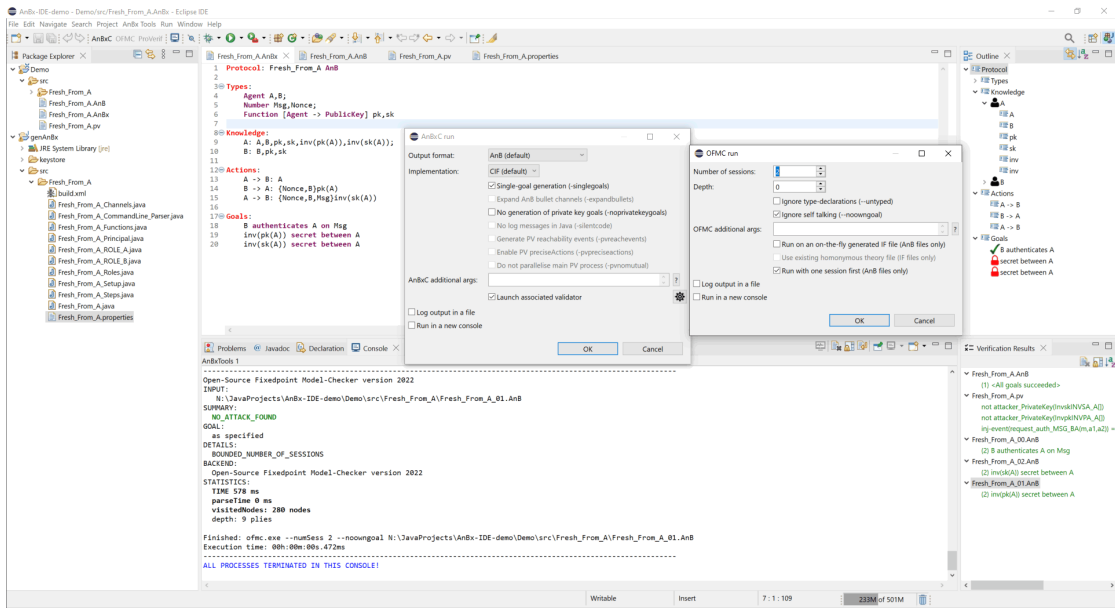 AnBx-IDE-demo - Demo/src/Fresh_From_A.AnBx - Eclipse IDE
File Edit Navigate Search Project AnBx Tools Run Window Help
AnBxC OFMC ProVerif
Package Explorer
Demo
src
Fresh_From_A
Fresh_From_A.AnB
Fresh_From_A.AnBx
Fresh_From_A.pv
genAnBx
JRE System Library [jre]
keystore
src
Fresh_From_A
build.xml
Fresh_From_A_Channels.java
Fresh_From_A_CommandLine_Parser.java
Fresh_From_A_Functions.java
Fresh_From_A_Principal.java
Fresh_From_A_ROLE_A.java
Fresh_From_A_ROLE_B.java
Fresh_From_A_Roles.java
Fresh_From_A_Setup.java
Fresh_From_A_Steps.java
Fresh_From_A.java
Fresh_From_A.properties
Fresh_From_A.AnBx Fresh_From_A.AnB Fresh_From_A.pv Fresh_From_A.properties
1 Protocol: Fresh_From_A AnB
2
3 Types:
4 Agent A,B;
5 Number Msg,Nonce;
6 Function [Agent -> PublicKey] pk,sk
7
8 Knowledge:
9 A: A,B,pk,sk,inv(pk(A)),inv(sk(A));
10 B: B,pk,sk
11
12 Actions:
13 A -> B: A
14 B -> A: {Nonce,B}pk(A)
15 A -> B: {Nonce,B,Msg}inv(sk(A))
16
17 Goals:
18 B authenticates A on Msg
19 inv(pk(A)) secret between A
20 inv(sk(A)) secret between A
AnBxC run
Output format: AnB (default)
Implementation: CIF (default)
Single-goal generation (-singlegoals)
Expand AnB bullet channels (-expandbullets)
No generation of private key goals (-noprivatekeygoals)
No log messages in Java (-silentcode)
Generate PV reachability events (-pvreachevents)
Enable PV preciseActions (-pvpreciseactions)
Do not parallelise main PV process (-pvnomutual)
AnBxC additional args: ?
Launch associated validator
Log output in a file
Run in a new console
OK Cancel
OFMC run
Number of sessions: 2
Depth: 0
Ignore type-declarations (--untyped)
Ignore self talking (--noowngoal)
OFMC additional args: ?
Run on an on-the-fly generated IF file (AnB files only)
Use existing homonymous theory file (IF files only)
Run with one session first (AnB files only)
Log output in a file
Run in a new console
OK Cancel
Outline
Protocol
Types
Knowledge
A
A
B
pk
sk
inv
inv
B
Actions
A -> B
B -> A
A -> B
Goals
B authenticates A
secret between A
secret between A
Problems Javadoc Declaration Console
AnBxTools 1
Open-Source Fixedpoint Model-Checker version 2022
INPUT:
N:\JavaProjects\AnBx-IDE-demo\Demo\src\Fresh_From_A\Fresh_From_A_01.AnB
SUMMARY:
NO_ATTACK_FOUND
GOAL:
as specified
DETAILS:
BOUNDED_NUMBER_OF_SESSIONS
BACKEND:
Open-Source Fixedpoint Model-Checker version 2022
STATISTICS:
TIME 578 ms
parseTime 0 ms
visitedNodes: 280 nodes
depth: 9 plies
Finished: ofmc.exe --numSess 2 --noowngoal N:\JavaProjects\AnBx-IDE-demo\Demo\src\Fresh_From_A\Fresh_From_A_01.AnB
Execution time: 00h:00m:00s.472ms
ALL PROCESSES TERMINATED IN THIS CONSOLE!
Verification Results
Fresh_From_A.AnB
(1) <All goals succeeded>
Fresh_From_A.pv
not attacker_PrivateKey(InvskINVSA_A[])
not attacker_PrivateKey(InvpkINVPA_A[])
inj-event(request_auth_MSG_BA(m,a1,a2)) =
Fresh_From_A_00.AnB
(2) B authenticates A on Msg
Fresh_From_A_02.AnB
(2) inv(sk(A)) secret between A
Fresh_From_A_01.AnB
(2) inv(pk(A)) secret between A
Writable Insert 7 : 1 : 109 233M of 501M